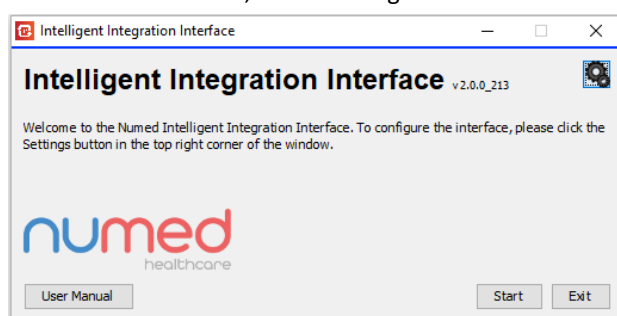 Intelligent Integration Interface
Intelligent Integration Interface v2.0.0_213
Welcome to the Numed Intelligent Integration Interface. To configure the interface, please click the
Settings button in the top right corner of the window.
numed
healthcare
User Manual Start Exit